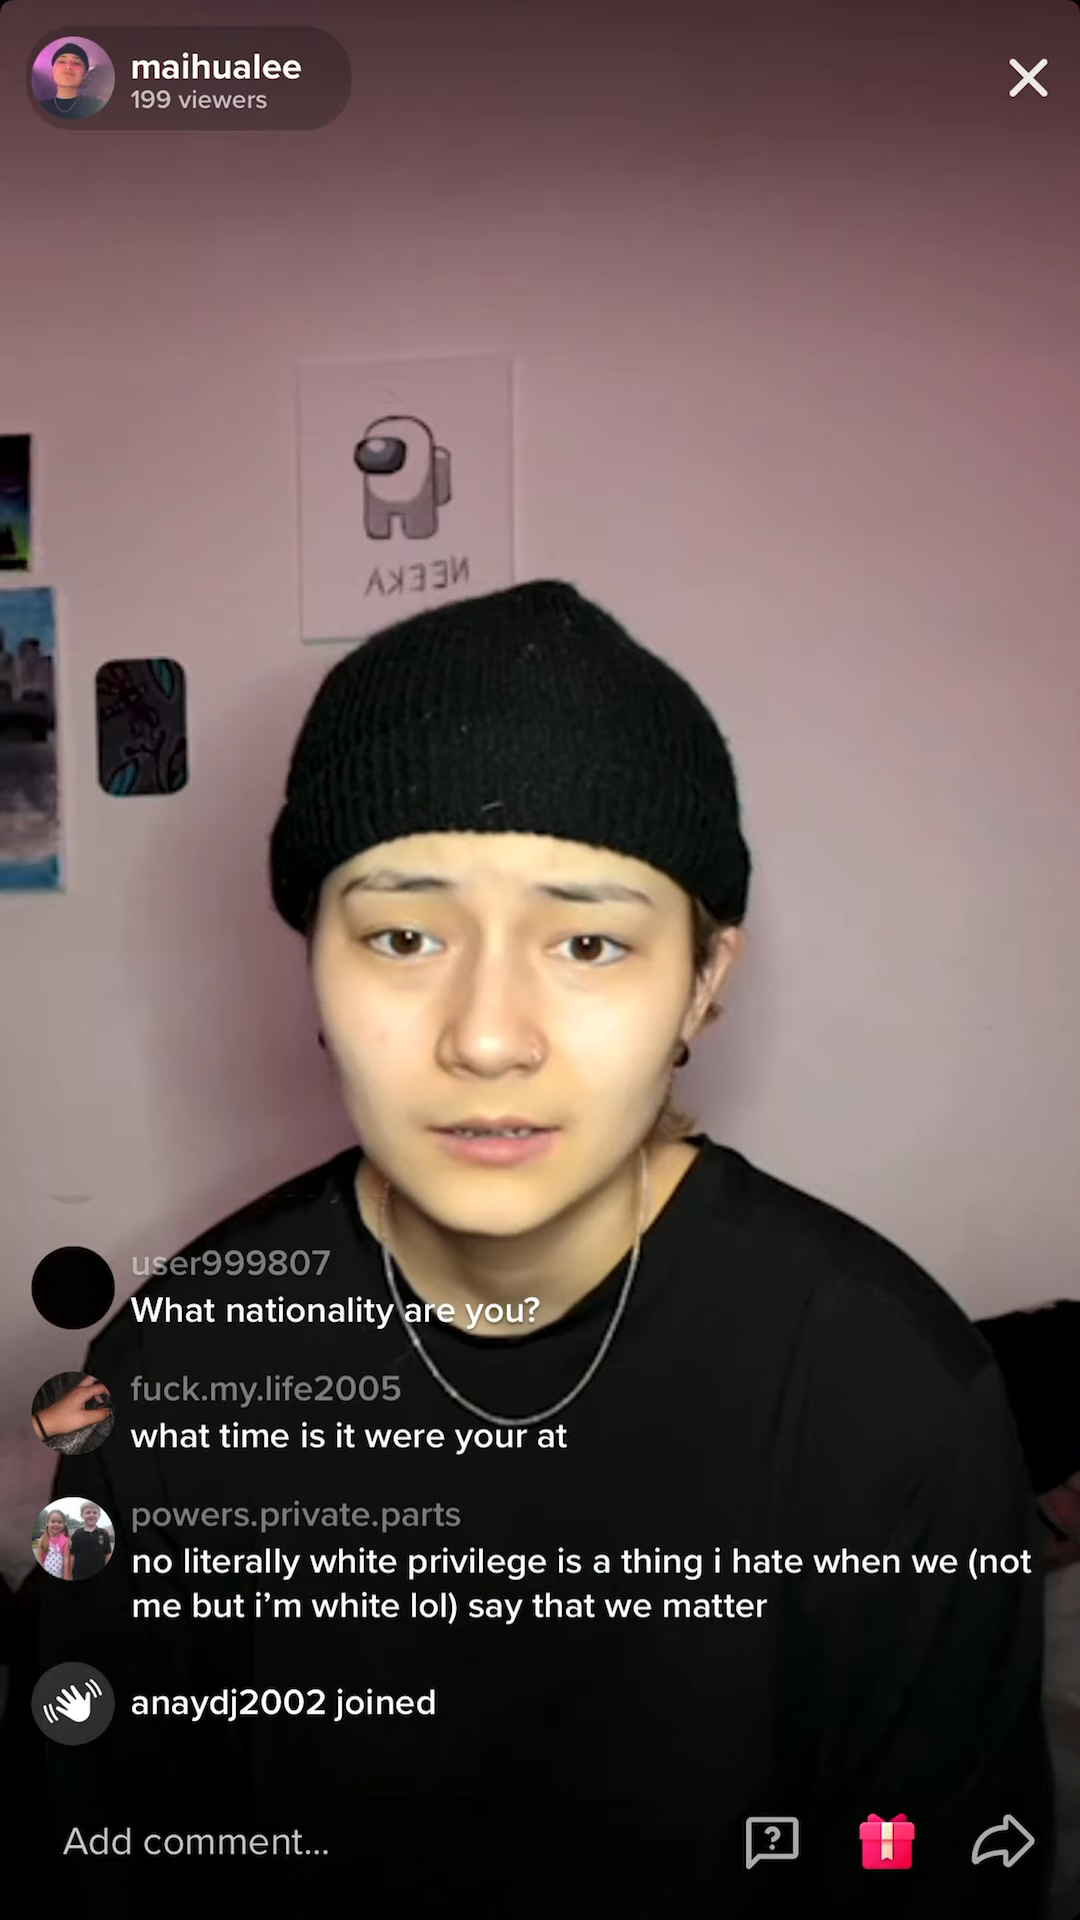 maihualee
199 viewers
NEEKA
user999807
What nationality are you?
fuck.my.life2005
what time is it were your at
powers.private.parts
no literally white privilege is a thing i hate when we (not
me but i’m white lol) say that we matter
anaydj2002 joined
Add comment...
?